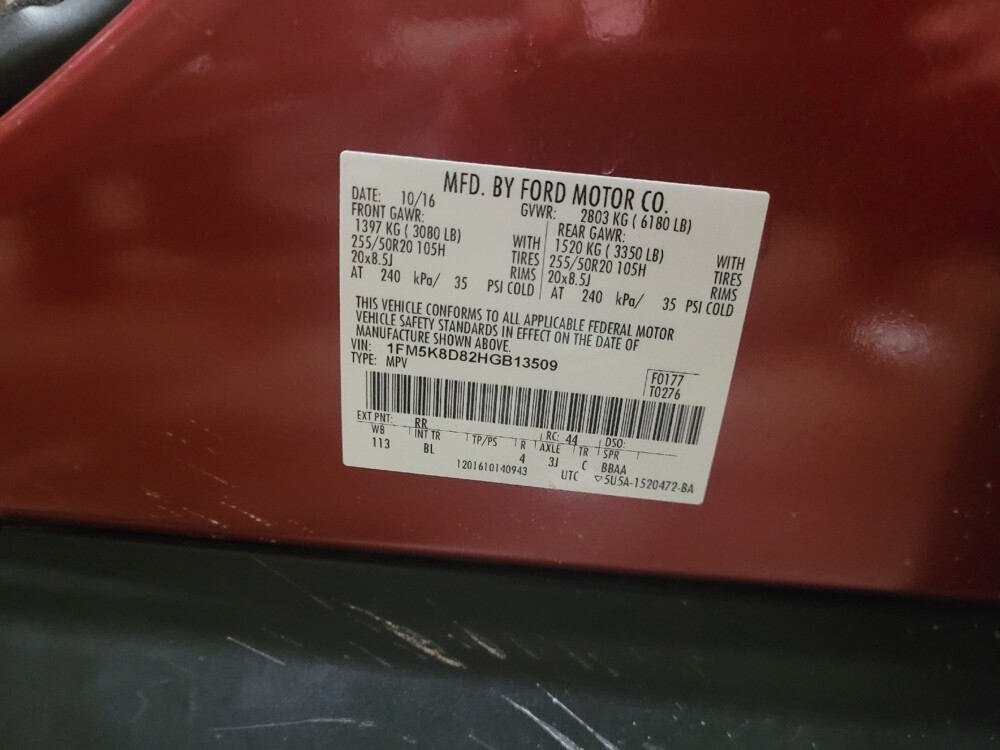 MFD. BY FORD MOTOR CO.
DATE: 10/16 GVWR: 2803 KG ( 6180 LB)
FRONT GAWR: REAR GAWR:
1397 KG ( 3080 LB) WITH 1520 KG ( 3350 LB) WITH
255/50R20 105H TIRES 255/50R20 105H TIRES
20x8.5J RIMS 20x8.5J RIMS
AT 240 kPa/ 35 PSI COLD AT 240 kPa/ 35 PSI COLD
THIS VEHICLE CONFORMS TO ALL APPLICABLE FEDERAL MOTOR
VEHICLE SAFETY STANDARDS IN EFFECT ON THE DATE OF
MANUFACTURE SHOWN ABOVE.
VIN: 1FM5K8D82HGB13509
TYPE: MPV
F0177
T0276
EXT PNT: RR RC: 44 DSO:
WB INT TR TP/PS R AXLE TR SPR
113 BL 4 3J C BBAA
1201610140943 UTC ▽5U5A-1520472-BA